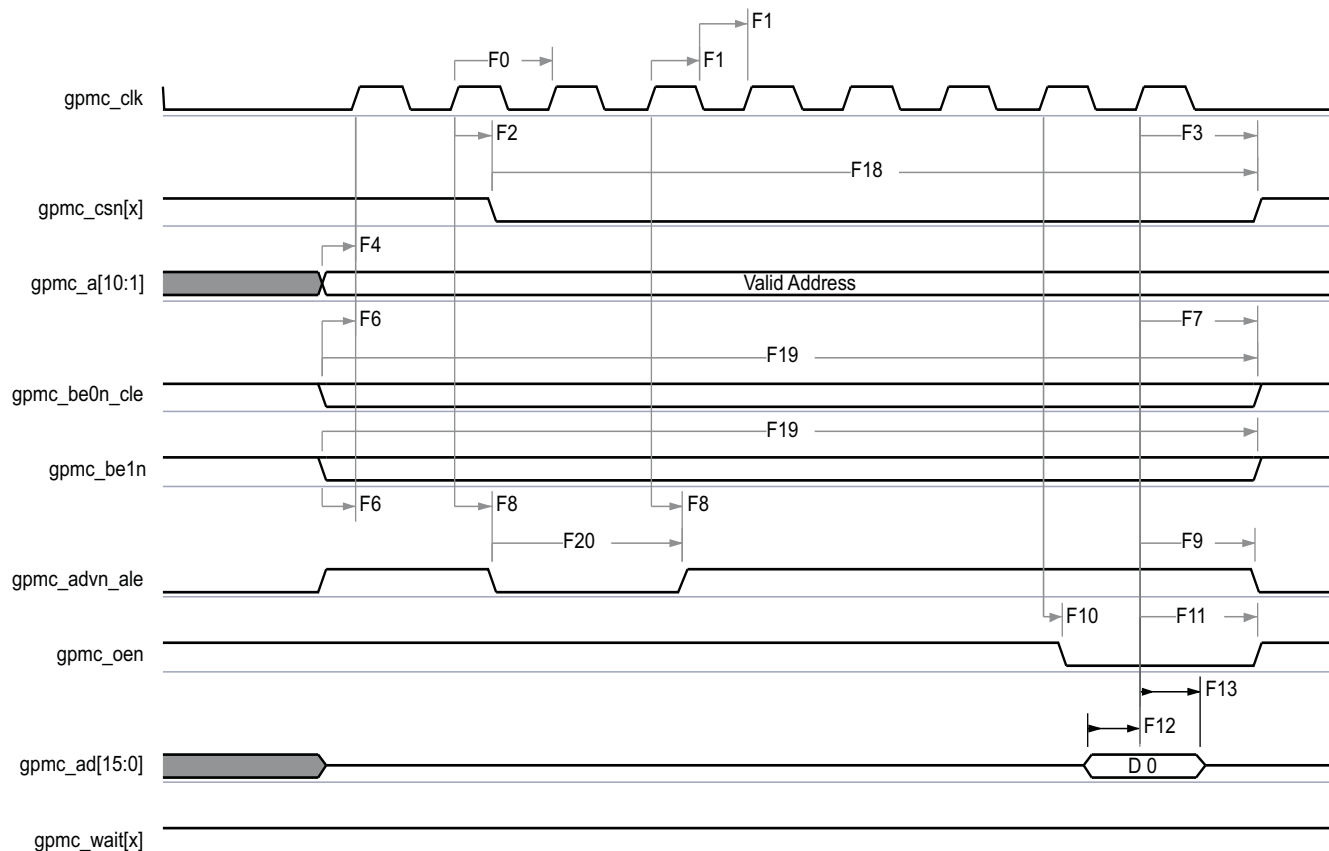 F1
F0
F1
gpmc_clk
F2
F3
F18
gpmc_csn[x]
F4
gpmc_a[10:1]
Valid Address
F6
F7
F19
gpmc_be0n_cle
F19
gpmc_be1n
F6
F8
F8
F20
F9
gpmc_advn_ale
F10
F11
gpmc_oen
F13
F12
gpmc_ad[15:0]
D 0
gpmc_wait[x]